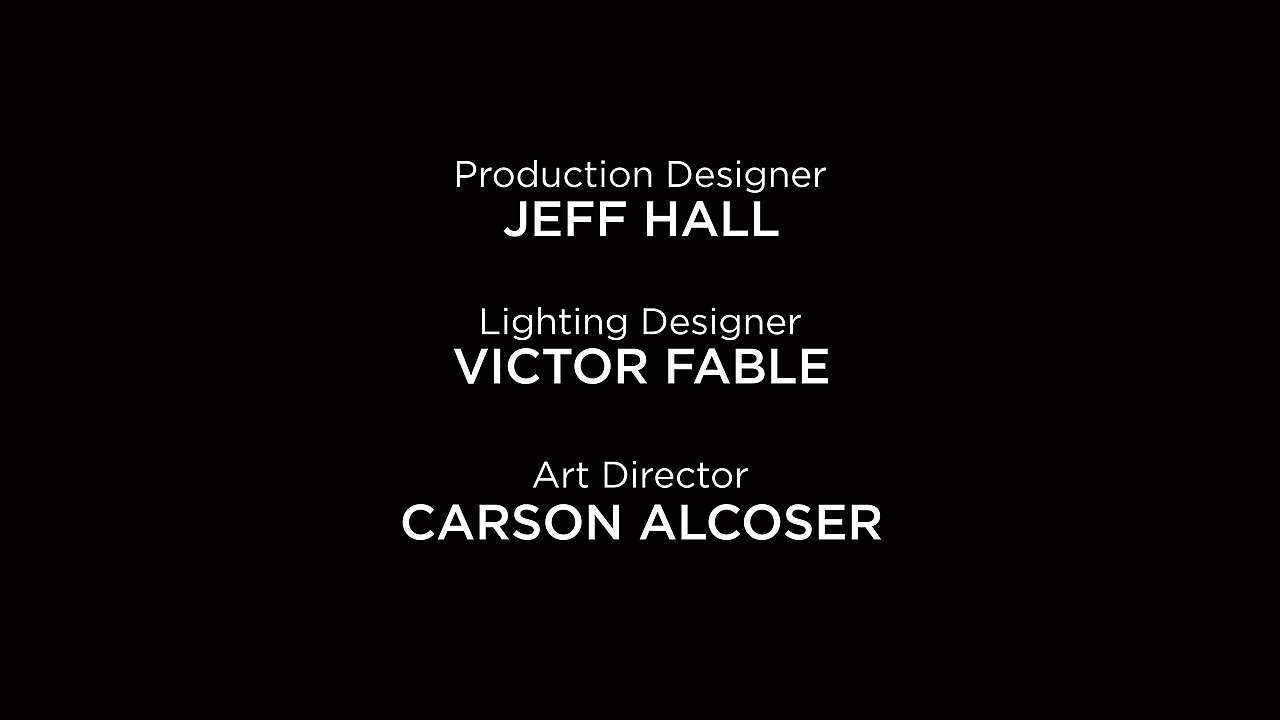 Production Designer
JEFF HALL
Lighting Designer
VICTOR FABLE
Art Director
CARSON ALCOSER